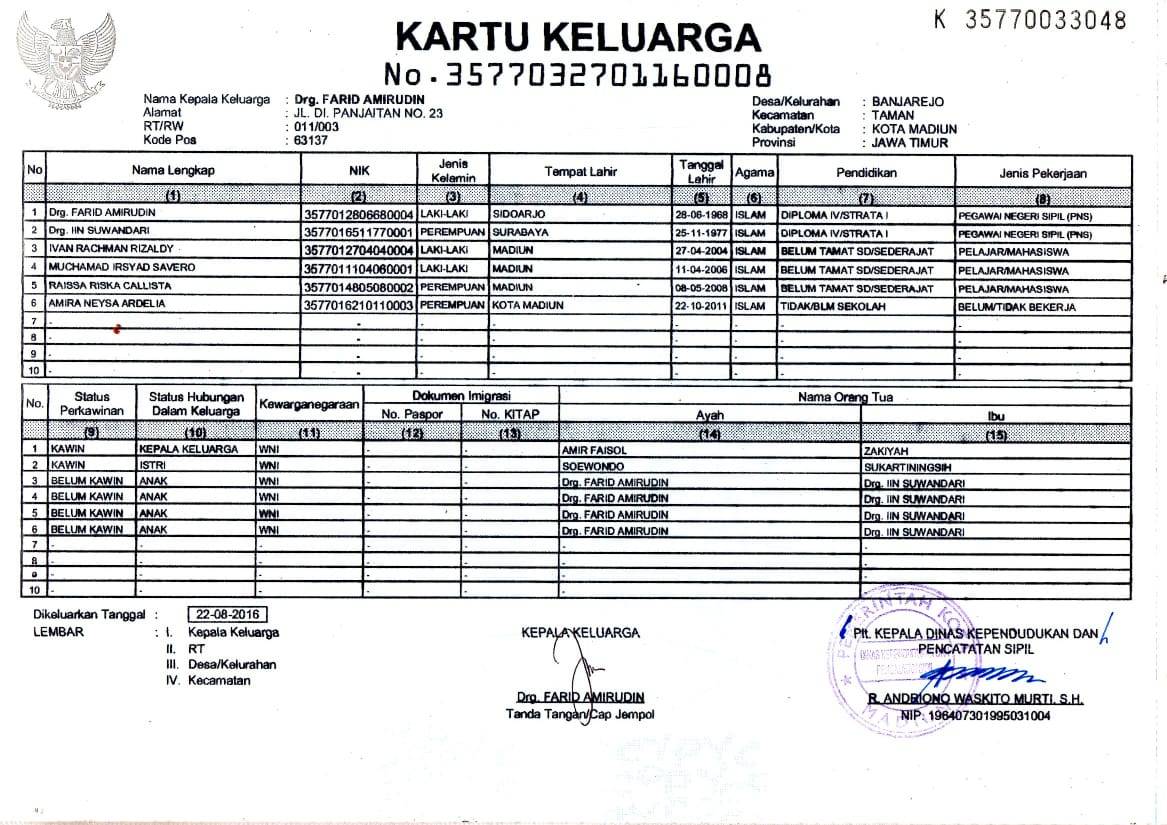 K 35770033048
KARTU KELUARGA
No. 3577032701160008
Nama Kepala Keluarga : Drg. FARID AMIRUDIN
Alamat : JL. DI. PANJAITAN NO. 23
RT/RW : 011/003
Kode Pos : 63137
Desa/Kelurahan : BANJAREJO
Kecamatan : TAMAN
Kabupaten/Kota : KOTA MADIUN
Provinsi : JAWA TIMUR
No Nama Lengkap NIK Jenis Kelamin Tempat Lahir Tanggal Lahir Agama Pendidikan Jenis Pekerjaan
(1) (2) (3) (4) (5) (6) (7) (8)
1 Drg. FARID AMIRUDIN 3577012806680004 LAKI-LAKI SIDOARJO 28-06-1968 ISLAM DIPLOMA IV/STRATA I PEGAWAI NEGERI SIPIL (PNS)
2 Drg. IIN SUWANDARI 3577016511770001 PEREMPUAN SURABAYA 25-11-1977 ISLAM DIPLOMA IV/STRATA I PEGAWAI NEGERI SIPIL (PNS)
3 IVAN RACHMAN RIZALDY 3577012704040004 LAKI-LAKI MADIUN 27-04-2004 ISLAM BELUM TAMAT SD/SEDERAJAT PELAJAR/MAHASISWA
4 MUCHAMAD IRSYAD SAVERO 3577011104060001 LAKI-LAKI MADIUN 11-04-2006 ISLAM BELUM TAMAT SD/SEDERAJAT PELAJAR/MAHASISWA
5 RAISSA RISKA CALLISTA 3577014805080002 PEREMPUAN MADIUN 08-05-2008 ISLAM BELUM TAMAT SD/SEDERAJAT PELAJAR/MAHASISWA
6 AMIRA NEYSA ARDELIA 3577016210110003 PEREMPUAN KOTA MADIUN 22-10-2011 ISLAM TIDAK/BLM SEKOLAH BELUM/TIDAK BEKERJA
7 - - - - - - - -
8 - - - - - - - -
9 - - - - - - - -
10 - - - - - - - -
No. Status Perkawinan Status Hubungan Dalam Keluarga Kewarganegaraan Dokumen Imigrasi Nama Orang Tua
No. Paspor No. KITAP Ayah Ibu
(9) (10) (11) (12) (13) (14) (15)
1 KAWIN KEPALA KELUARGA WNI - - AMIR FAISOL ZAKIYAH
2 KAWIN ISTRI WNI - - SOEWONDO SUKARTININGSIH
3 BELUM KAWIN ANAK WNI - - Drg. FARID AMIRUDIN Drg. IIN SUWANDARI
4 BELUM KAWIN ANAK WNI - - Drg. FARID AMIRUDIN Drg. IIN SUWANDARI
5 BELUM KAWIN ANAK WNI - - Drg. FARID AMIRUDIN Drg. IIN SUWANDARI
6 BELUM KAWIN ANAK WNI - - Drg. FARID AMIRUDIN Drg. IIN SUWANDARI
7 - - - - - - -
8 - - - - - - -
9 - - - - - - -
10 - - - - - - -
Dikeluarkan Tanggal : 22-08-2016
LEMBAR : I. Kepala Keluarga
II. RT
III. Desa/Kelurahan
IV. Kecamatan
KEPALA KELUARGA
Drg. FARID AMIRUDIN
Tanda Tangan/Cap Jempol
Plt. KEPALA DINAS KEPENDUDUKAN DAN
PENCATATAN SIPIL
R. ANDRIONO WASKITO MURTI. S.H.
NIP. 196407301995031004